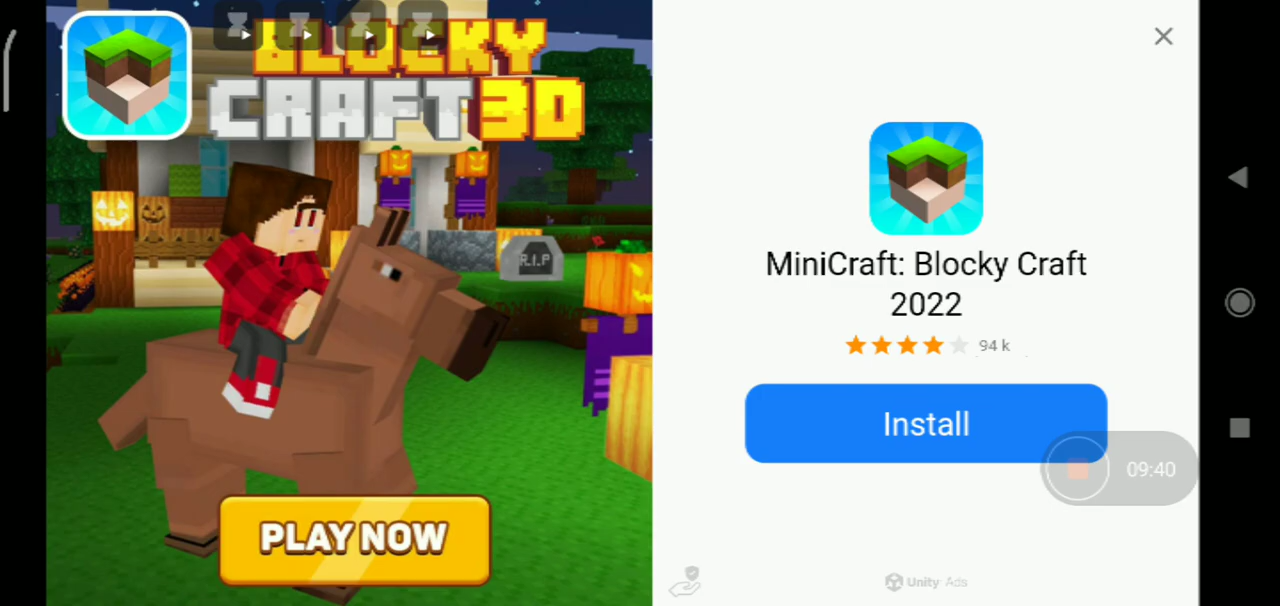 BLOCKY
CRAFT 3D
R.I.P
PLAY NOW
MiniCraft: Blocky Craft
2022
94 k
Install
09:40
Unity Ads